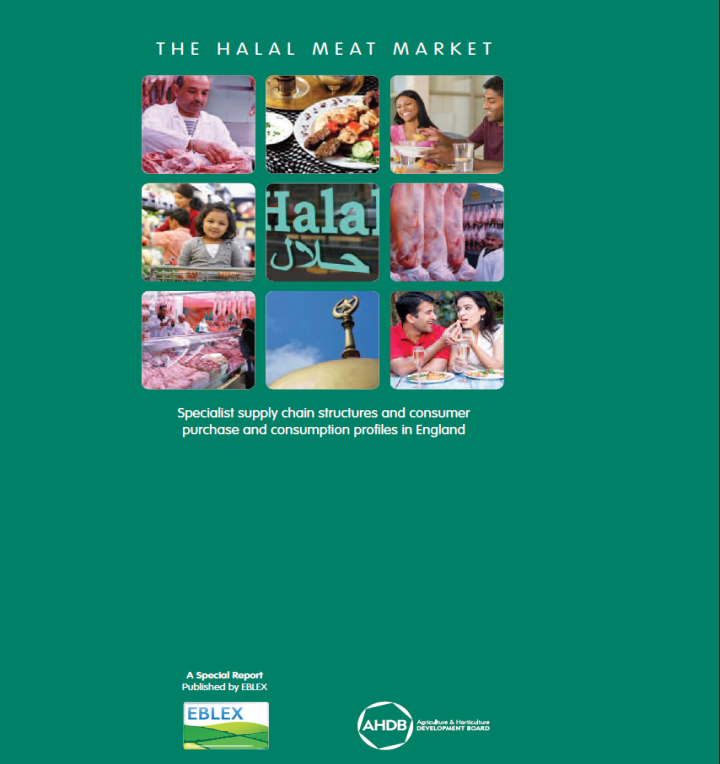 THE HALAL MEAT MARKET
Halal
حلال
Specialist supply chain structures and consumer
purchase and consumption profiles in England
A Special Report
Published by EBLEX
EBLEX
AHDB
Agriculture & Horticulture
DEVELOPMENT BOARD